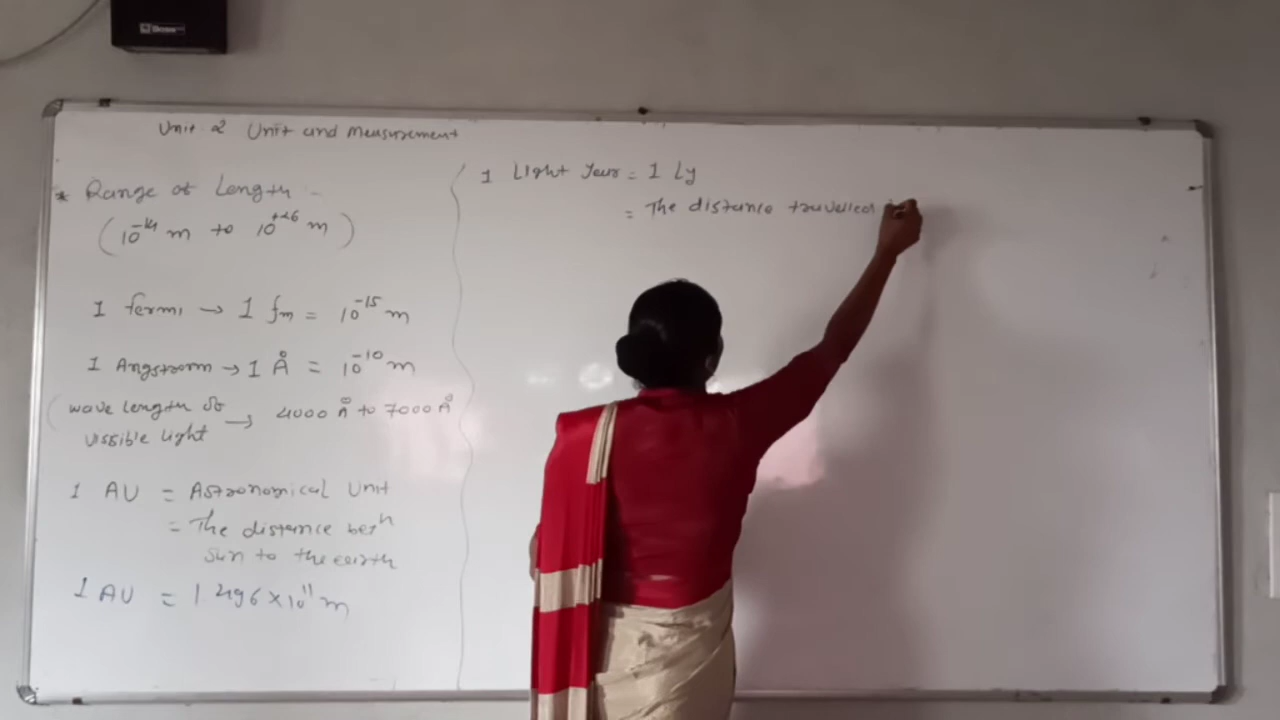 Unit 2 Unit and Measurement
* Range of Length -
(10⁻¹⁴ m to 10⁺²⁶ m)
1 fermi → 1 fm = 10⁻¹⁵ m
1 Angstrom → 1 Å = 10⁻¹⁰ m
(wave length of
vissible light → 4000 Å to 7000 Å
1 AU = Astronomical Unit
= The distance betⁿ
sun to the earth
1 AU = 1.496 × 10¹¹ m
1 Light Year = 1 Ly
= The distance travelled